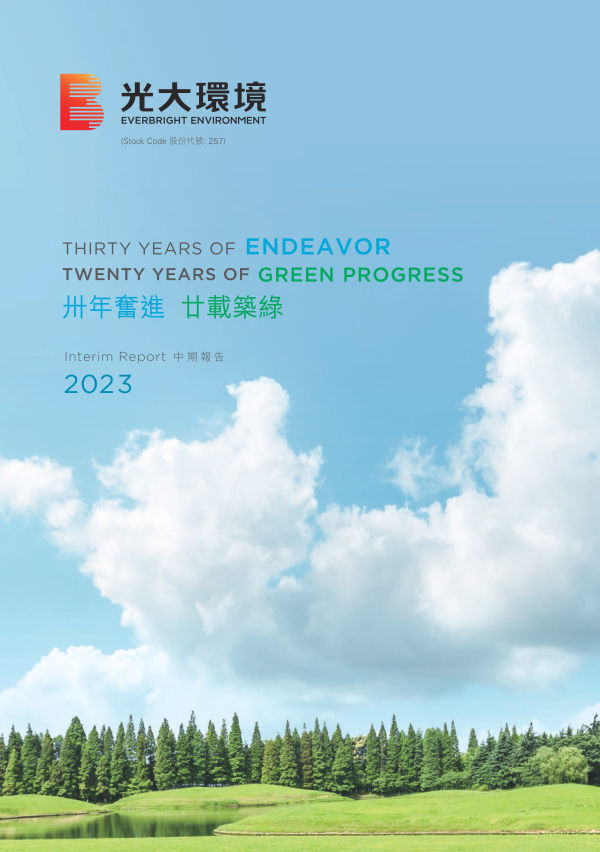 光大環境
EVERBRIGHT ENVIRONMENT
(Stock Code 股份代號: 257)
THIRTY YEARS OF ENDEAVOR
TWENTY YEARS OF GREEN PROGRESS
卅年奮進 廿載築綠
Interim Report 中期報告
2023